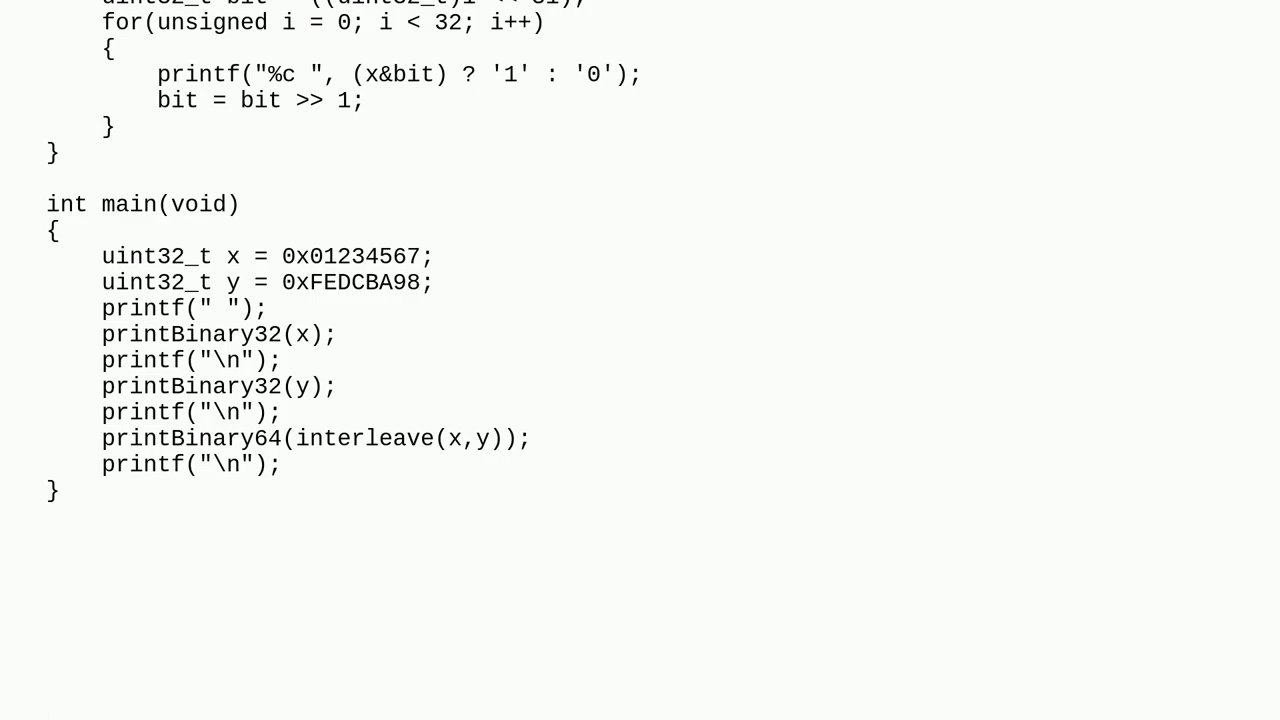 for(unsigned i = 0; i < 32; i++)
{
printf("%c ", (x&bit) ? '1' : '0');
bit = bit >> 1;
}
}
int main(void)
{
uint32_t x = 0x01234567;
uint32_t y = 0xFEDCBA98;
printf(" ");
printBinary32(x);
printf("\n");
printBinary32(y);
printf("\n");
printBinary64(interleave(x,y));
printf("\n");
}